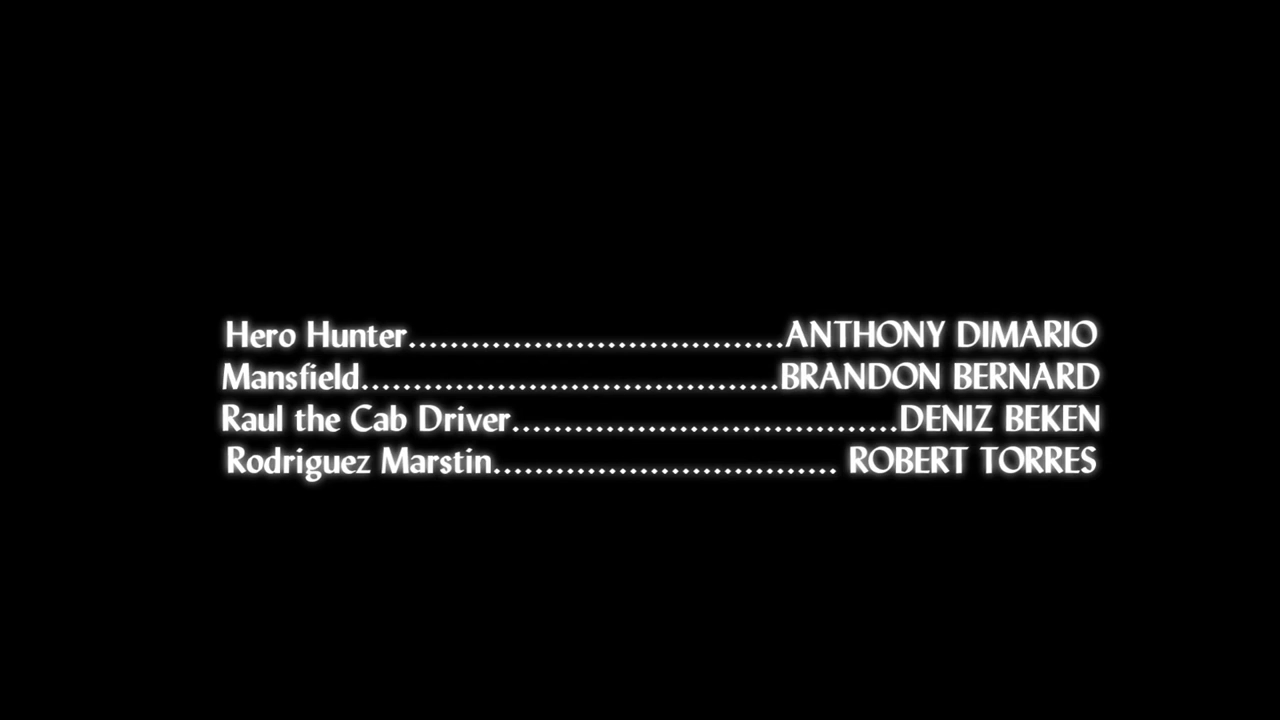 Hero Hunter....................................ANTHONY DIMARIO
Mansfield........................................BRANDON BERNARD
Raul the Cab Driver.....................................DENIZ BEKEN
Rodriguez Marstin................................. ROBERT TORRES